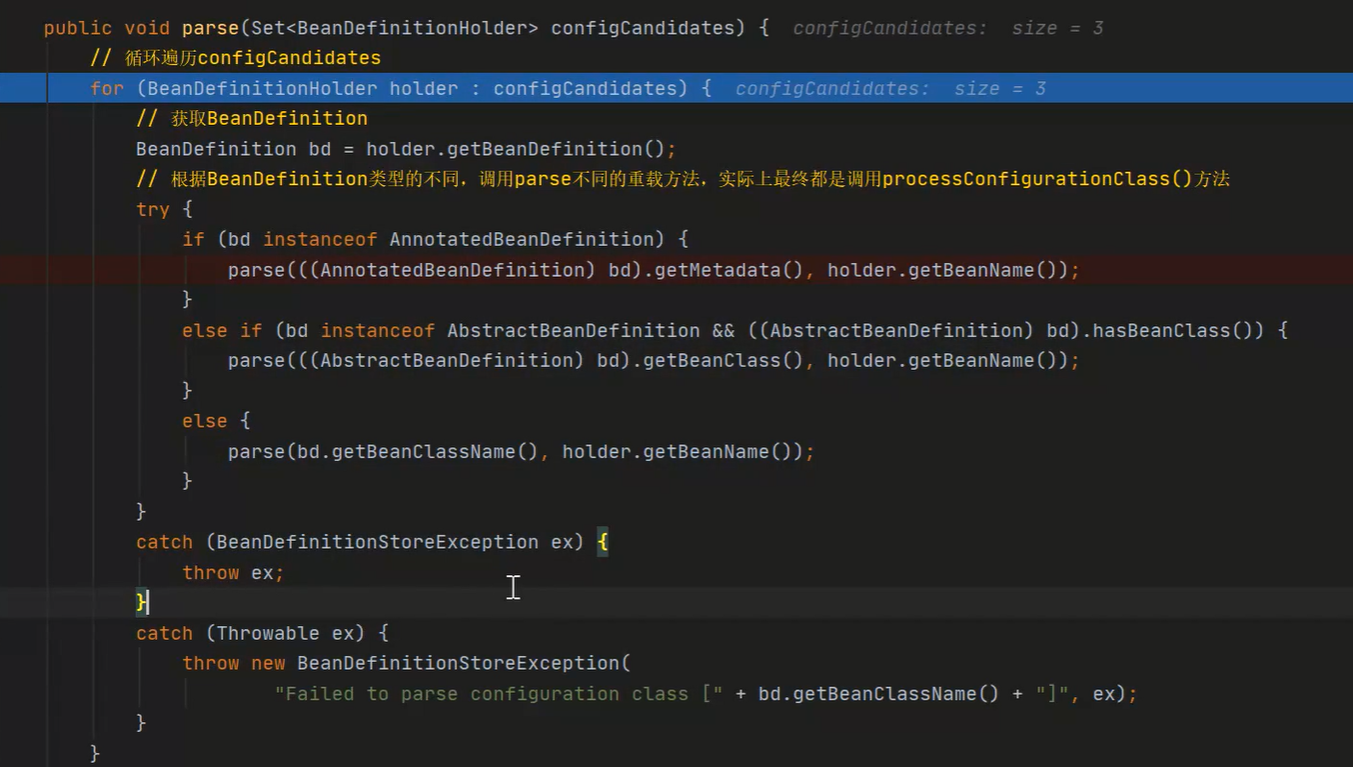 public void parse(Set<BeanDefinitionHolder> configCandidates) {  configCandidates:  size = 3
// 循环遍历configCandidates
for (BeanDefinitionHolder holder : configCandidates) {  configCandidates:  size = 3
// 获取BeanDefinition
BeanDefinition bd = holder.getBeanDefinition();
// 根据BeanDefinition类型的不同，调用parse不同的重载方法，实际上最终都是调用processConfigurationClass()方法
try {
if (bd instanceof AnnotatedBeanDefinition) {
parse(((AnnotatedBeanDefinition) bd).getMetadata(), holder.getBeanName());
}
else if (bd instanceof AbstractBeanDefinition && ((AbstractBeanDefinition) bd).hasBeanClass()) {
parse(((AbstractBeanDefinition) bd).getBeanClass(), holder.getBeanName());
}
else {
parse(bd.getBeanClassName(), holder.getBeanName());
}
}
catch (BeanDefinitionStoreException ex) {
throw ex;
}
catch (Throwable ex) {
throw new BeanDefinitionStoreException(
"Failed to parse configuration class [" + bd.getBeanClassName() + "]", ex);
}
}